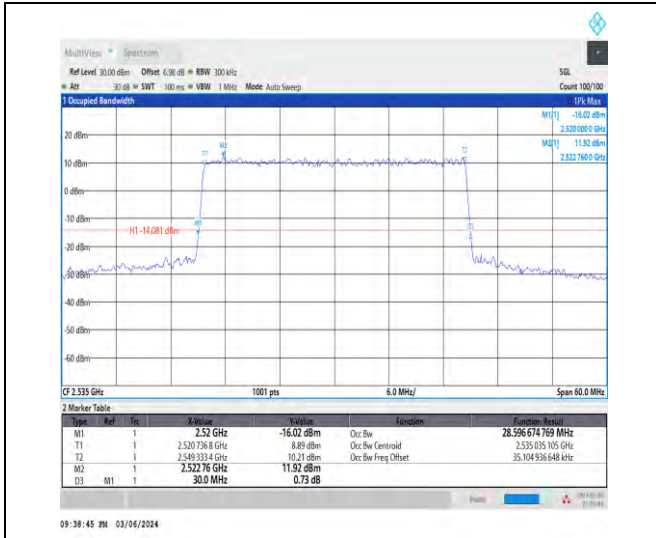 MultiView Spectrum
Ref Level 30.00 dBm Offset 6.98 dB RBW 300 kHz SGL
Att 30 dB SWT 100 ms VBW 1 MHz Mode Auto Sweep Count 100/100
1 Occupied Bandwidth 1Pk Max
M1[1] -16.02 dBm
2.520 000 0 GHz
20 dBm
M2[1] 11.92 dBm
M2
2.522 760 0 GHz
10 dBm
0 dBm
-10 dBm
M1
H1 -14.081 dBm
-20 dBm
-30 dBm
-40 dBm
-50 dBm
-60 dBm
CF 2.535 GHz 1001 pts 6.0 MHz/ Span 60.0 MHz
2 Marker Table
Type Ref Trc X-Value Y-Value Function Function Result
M1 1 2.52 GHz -16.02 dBm Occ Bw 28.596 674 769 MHz
T1 1 2.520 736 8 GHz 8.89 dBm Occ Bw Centroid 2.535 035 105 GHz
T2 1 2.549 333 4 GHz 10.21 dBm Occ Bw Freq Offset 35.104 936 648 kHz
M2 1 2.522 76 GHz 11.92 dBm
D3 M1 1 30.0 MHz 0.73 dB
09:38:45 PM 03/06/2024